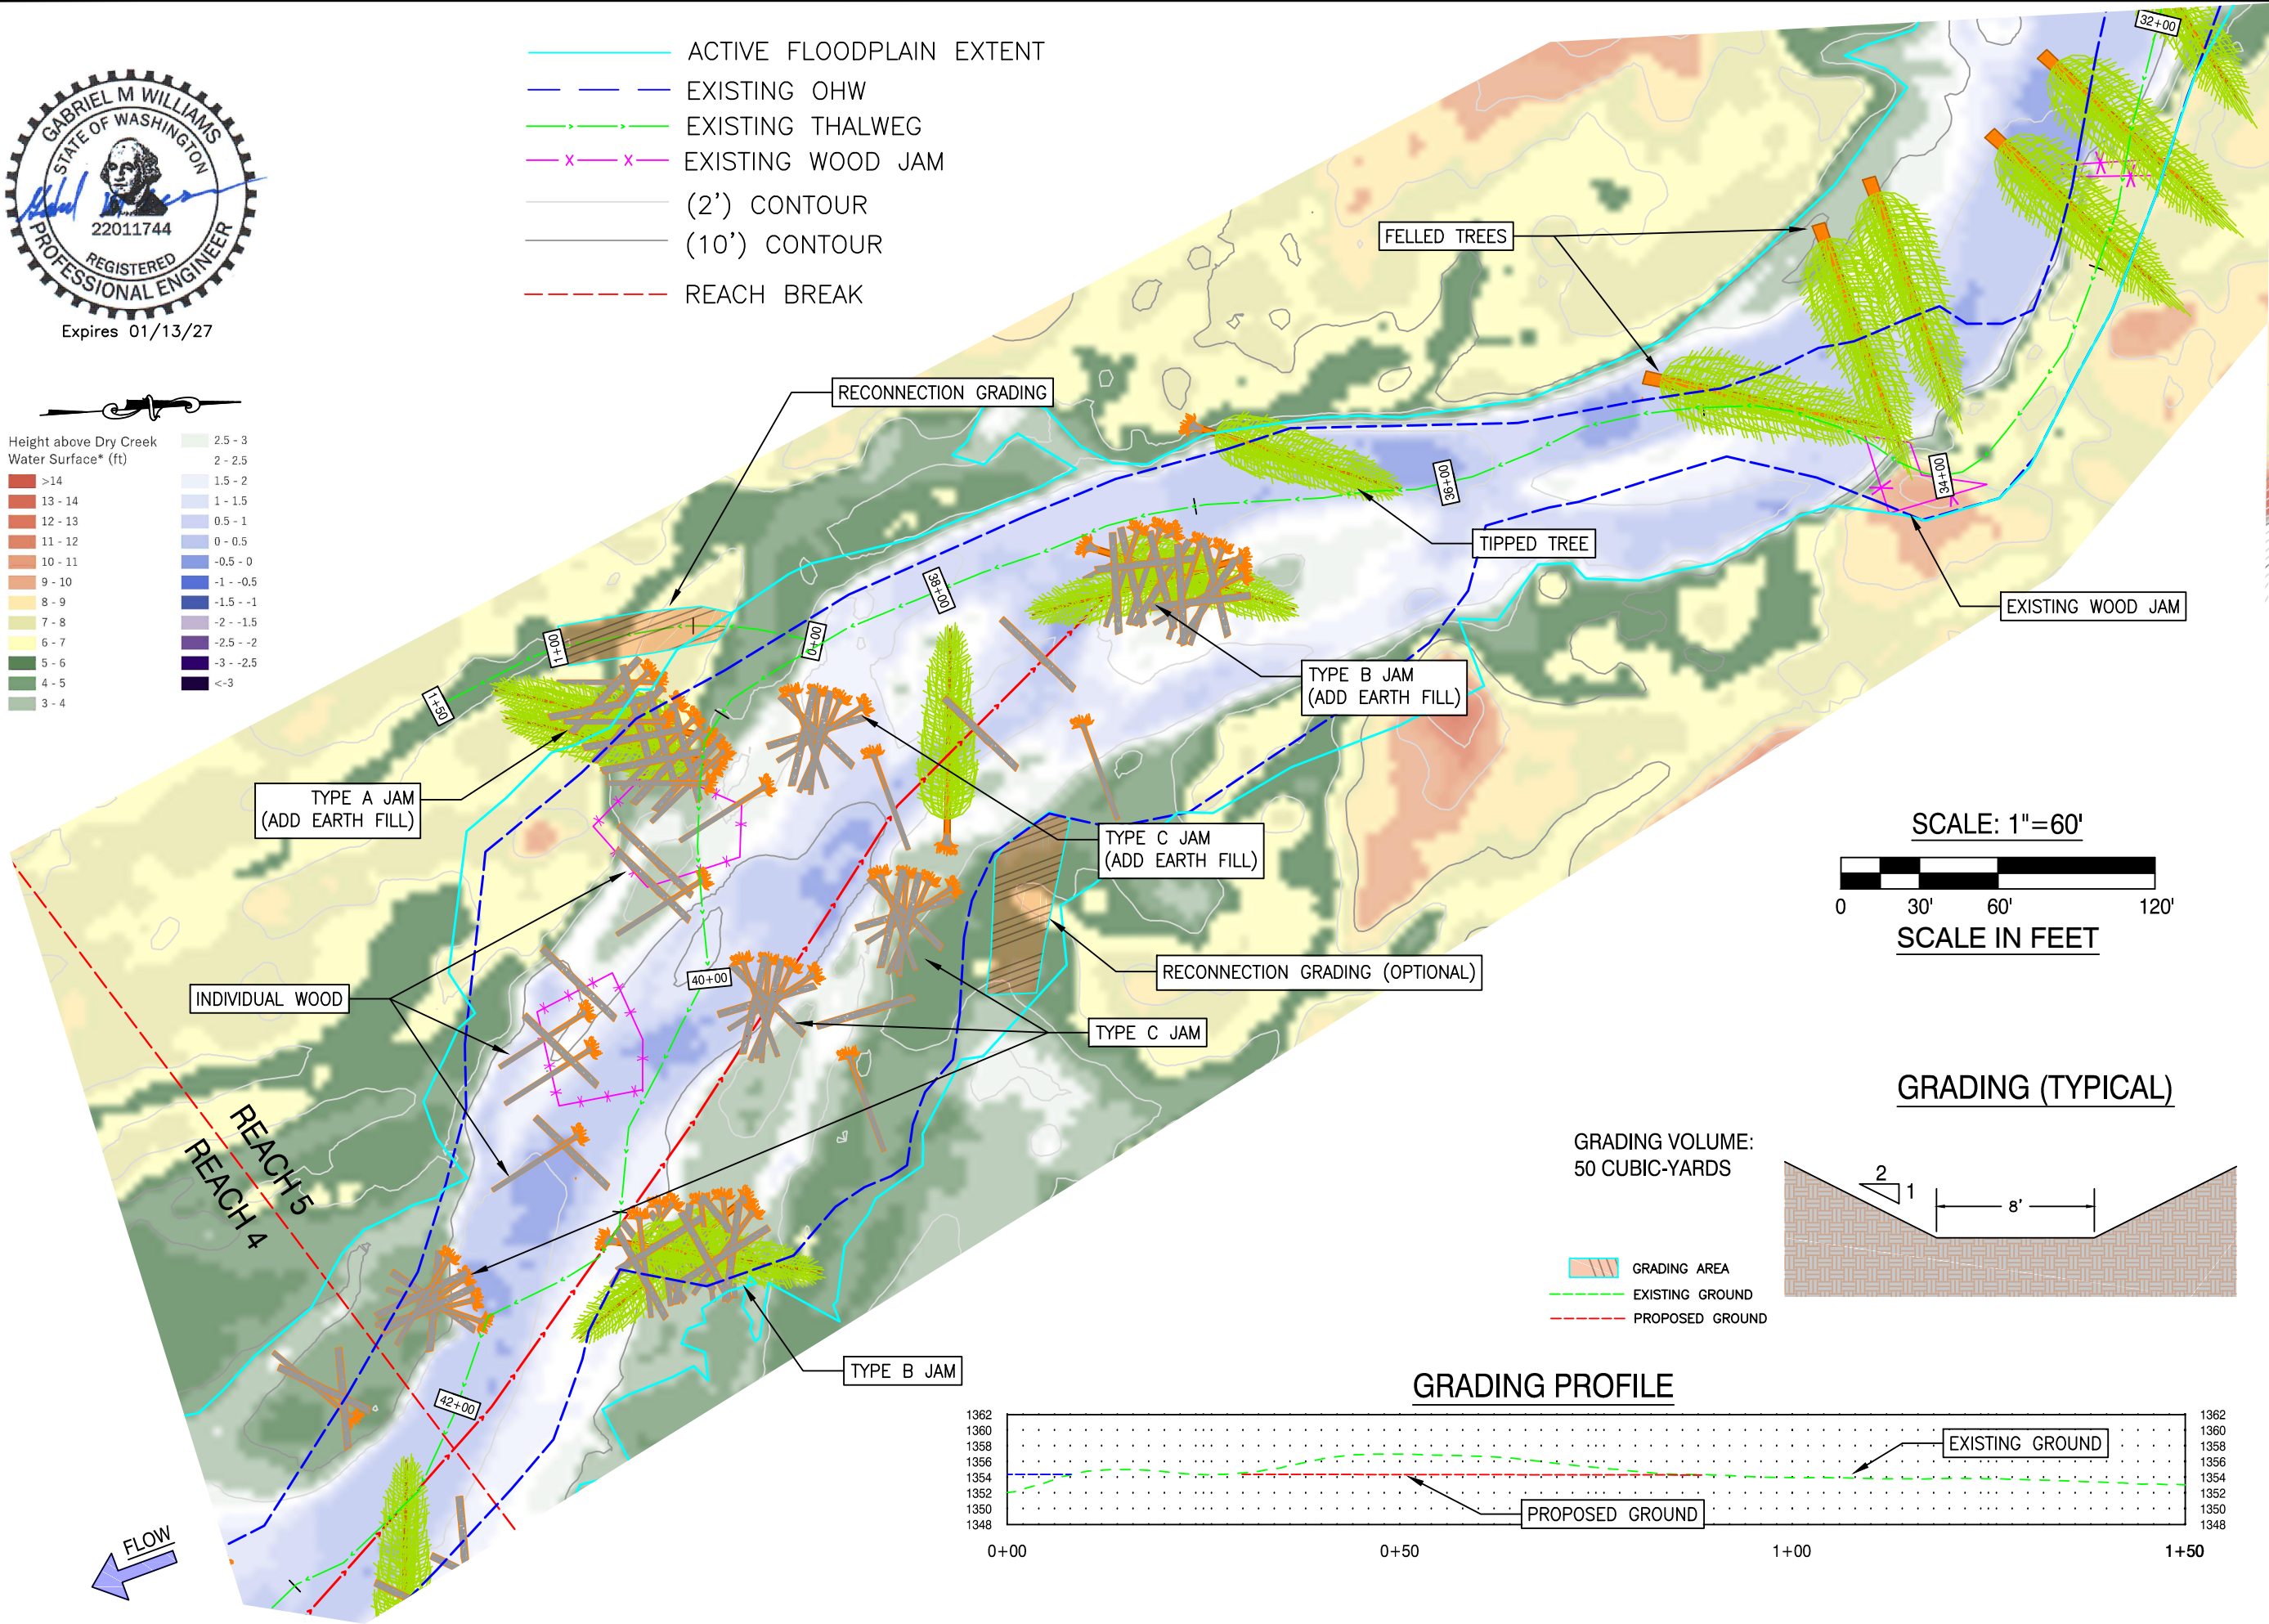 GABRIEL M WILLIAMS
STATE OF WASHINGTON
22011744
REGISTERED
PROFESSIONAL ENGINEER
Expires 01/13/27
ACTIVE FLOODPLAIN EXTENT
EXISTING OHW
EXISTING THALWEG
EXISTING WOOD JAM
(2') CONTOUR
(10') CONTOUR
REACH BREAK
Height above Dry Creek
Water Surface* (ft)
>14
13 - 14
12 - 13
11 - 12
10 - 11
9 - 10
8 - 9
7 - 8
6 - 7
5 - 6
4 - 5
3 - 4
2.5 - 3
2 - 2.5
1.5 - 2
1 - 1.5
0.5 - 1
0 - 0.5
-0.5 - 0
-1 - -0.5
-1.5 - -1
-2 - -1.5
-2.5 - -2
-3 - -2.5
<-3
32+00
FELLED TREES
RECONNECTION GRADING
34+00
36+00
TIPPED TREE
EXISTING WOOD JAM
38+00
0+00
1+00
1+50
TYPE B JAM
(ADD EARTH FILL)
TYPE A JAM
(ADD EARTH FILL)
TYPE C JAM
(ADD EARTH FILL)
RECONNECTION GRADING (OPTIONAL)
40+00
INDIVIDUAL WOOD
TYPE C JAM
REACH 5
REACH 4
TYPE B JAM
42+00
FLOW
SCALE: 1"=60'
0
30'
60'
120'
SCALE IN FEET
GRADING (TYPICAL)
GRADING VOLUME:
50 CUBIC-YARDS
2
1
8'
GRADING AREA
EXISTING GROUND
PROPOSED GROUND
GRADING PROFILE
1362
1360
1358
1356
1354
1352
1350
1348
EXISTING GROUND
PROPOSED GROUND
1362
1360
1358
1356
1354
1352
1350
1348
0+00
0+50
1+00
1+50